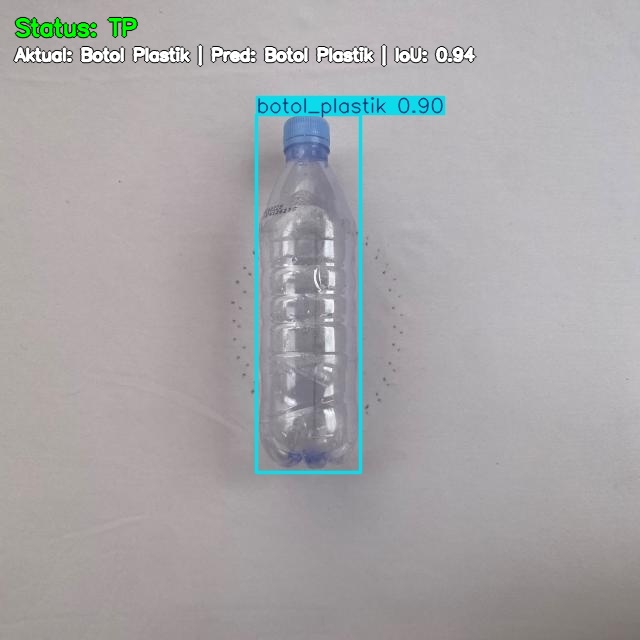 Status: TP
Aktual: Botol Plastik | Pred: Botol Plastik | IoU: 0.94
botol_plastik 0.90